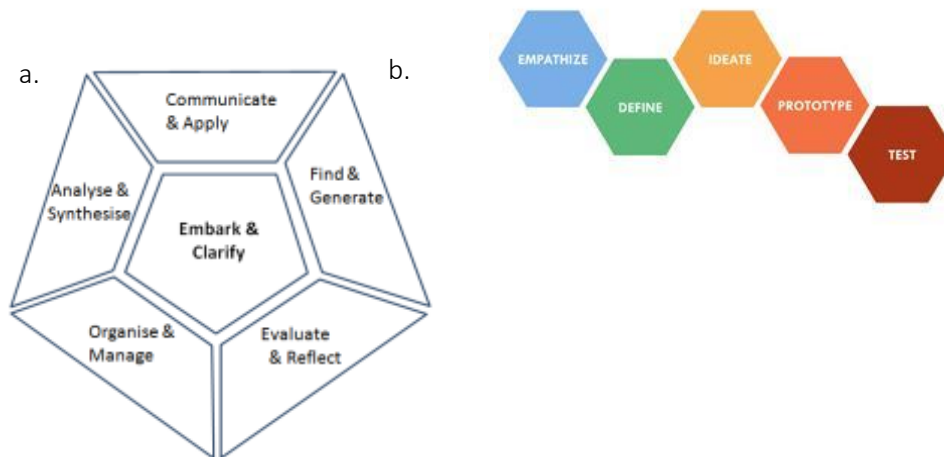 a.
Communicate
& Apply
Find &
Generate
Analyse &
Synthesise
Embark &
Clarify
Organise &
Manage
Evaluate
& Reflect
b.
EMPATHIZE
DEFINE
IDEATE
PROTOTYPE
TEST